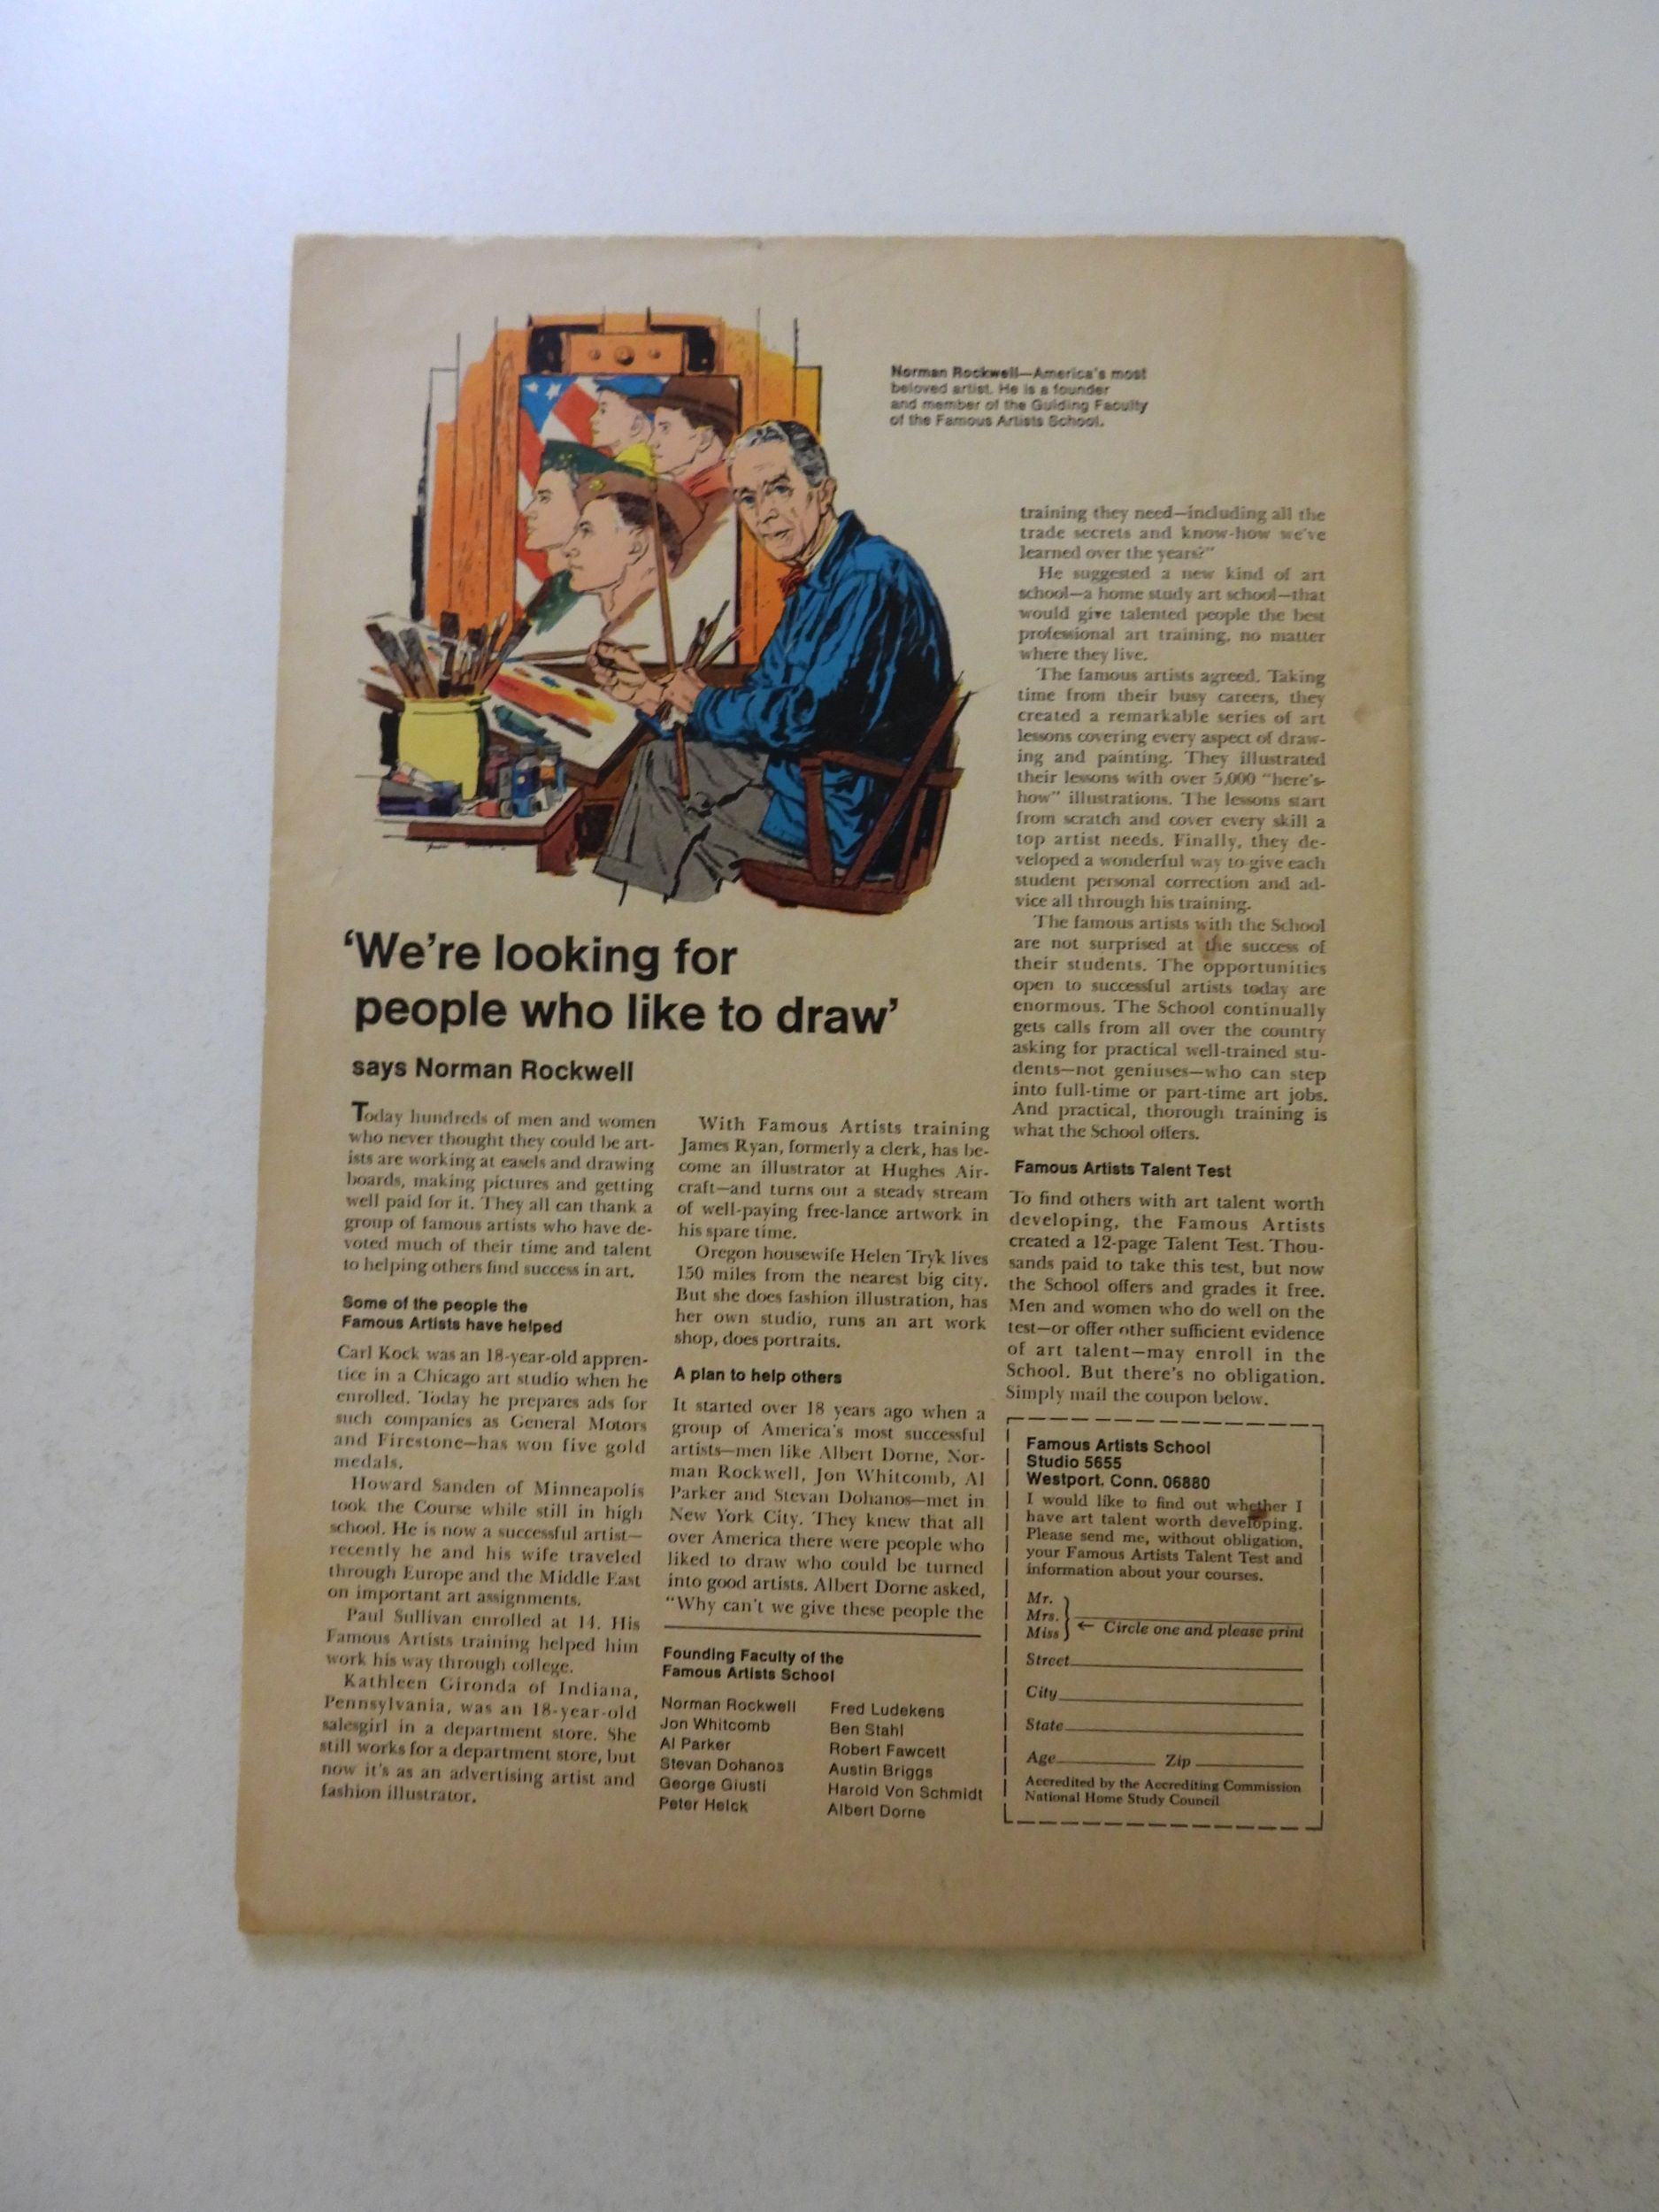 Norman Rockwell—America's most
beloved artist. He is a founder
and member of the Guiding Faculty
of the Famous Artists School.
‘We're looking for
people who like to draw’
says Norman Rockwell
Today hundreds of men and women
who never thought they could be art-
ists are working at easels and drawing
boards, making pictures and getting
well paid for it. They all can thank a
group of famous artists who have de-
voted much of their time and talent
to helping others find success in art.
Some of the people the
Famous Artists have helped
Carl Kock was an 18-year-old appren-
tice in a Chicago art studio when he
enrolled. Today he prepares ads for
such companies as General Motors
and Firestone—has won five gold
medals.
Howard Sanden of Minneapolis
took the Course while still in high
school. He is now a successful artist—
recently he and his wife traveled
through Europe and the Middle East
on important art assignments.
Paul Sullivan enrolled at 14. His
Famous Artists training helped him
work his way through college.
Kathleen Gironda of Indiana,
Pennsylvania, was an 18-year-old
salesgirl in a department store. She
still works for a department store, but
now it's as an advertising artist and
fashion illustrator.
With Famous Artists training
James Ryan, formerly a clerk, has be-
come an illustrator at Hughes Air-
craft—and turns out a steady stream
of well-paying free-lance artwork in
his spare time.
Oregon housewife Helen Tryk lives
150 miles from the nearest big city.
But she does fashion illustration, has
her own studio, runs an art work
shop, does portraits.
A plan to help others
It started over 18 years ago when a
group of America's most successful
artists—men like Albert Dorne, Nor-
man Rockwell, Jon Whitcomb, Al
Parker and Stevan Dohanos—met in
New York City. They knew that all
over America there were people who
liked to draw who could be turned
into good artists. Albert Dorne asked,
“Why can't we give these people the
training they need—including all the
trade secrets and know-how we've
learned over the years?”
He suggested a new kind of art
school—a home study art school—that
would give talented people the best
professional art training, no matter
where they live.
The famous artists agreed. Taking
time from their busy careers, they
created a remarkable series of art
lessons covering every aspect of draw-
ing and painting. They illustrated
their lessons with over 5,000 “here's-
how” illustrations. The lessons start
from scratch and cover every skill a
top artist needs. Finally, they de-
veloped a wonderful way to give each
student personal correction and ad-
vice all through his training.
The famous artists with the School
are not surprised at the success of
their students. The opportunities
open to successful artists today are
enormous. The School continually
gets calls from all over the country
asking for practical well-trained stu-
dents—not geniuses—who can step
into full-time or part-time art jobs.
And practical, thorough training is
what the School offers.
Famous Artists Talent Test
To find others with art talent worth
developing, the Famous Artists
created a 12-page Talent Test. Thou-
sands paid to take this test, but now
the School offers and grades it free.
Men and women who do well on the
test—or offer other sufficient evidence
of art talent—may enroll in the
School. But there's no obligation.
Simply mail the coupon below.
Founding Faculty of the
Famous Artists School
Norman Rockwell
Jon Whitcomb
Al Parker
Stevan Dohanos
George Giusti
Peter Helck
Fred Ludekens
Ben Stahl
Robert Fawcett
Austin Briggs
Harold Von Schmidt
Albert Dorne
Famous Artists School
Studio 5655
Westport, Conn. 06880
I would like to find out whether I
have art talent worth developing.
Please send me, without obligation,
your Famous Artists Talent Test and
information about your courses.
Mr.
Mrs.
Miss ← Circle one and please print
Street
City
State
Age Zip
Accredited by the Accrediting Commission
National Home Study Council